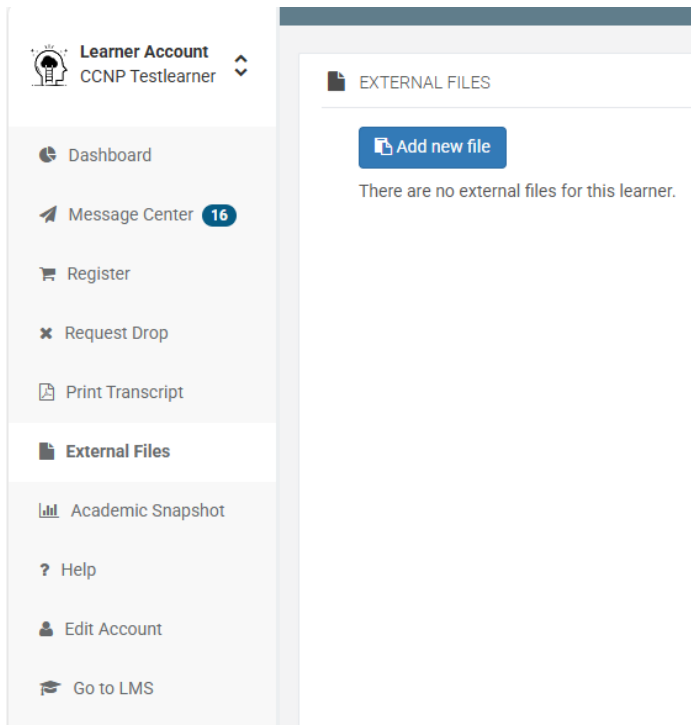 Learner Account
CCNP Testlearner
Dashboard
Message Center 16
Register
Request Drop
Print Transcript
External Files
Academic Snapshot
? Help
Edit Account
Go to LMS
EXTERNAL FILES
Add new file
There are no external files for this learner.